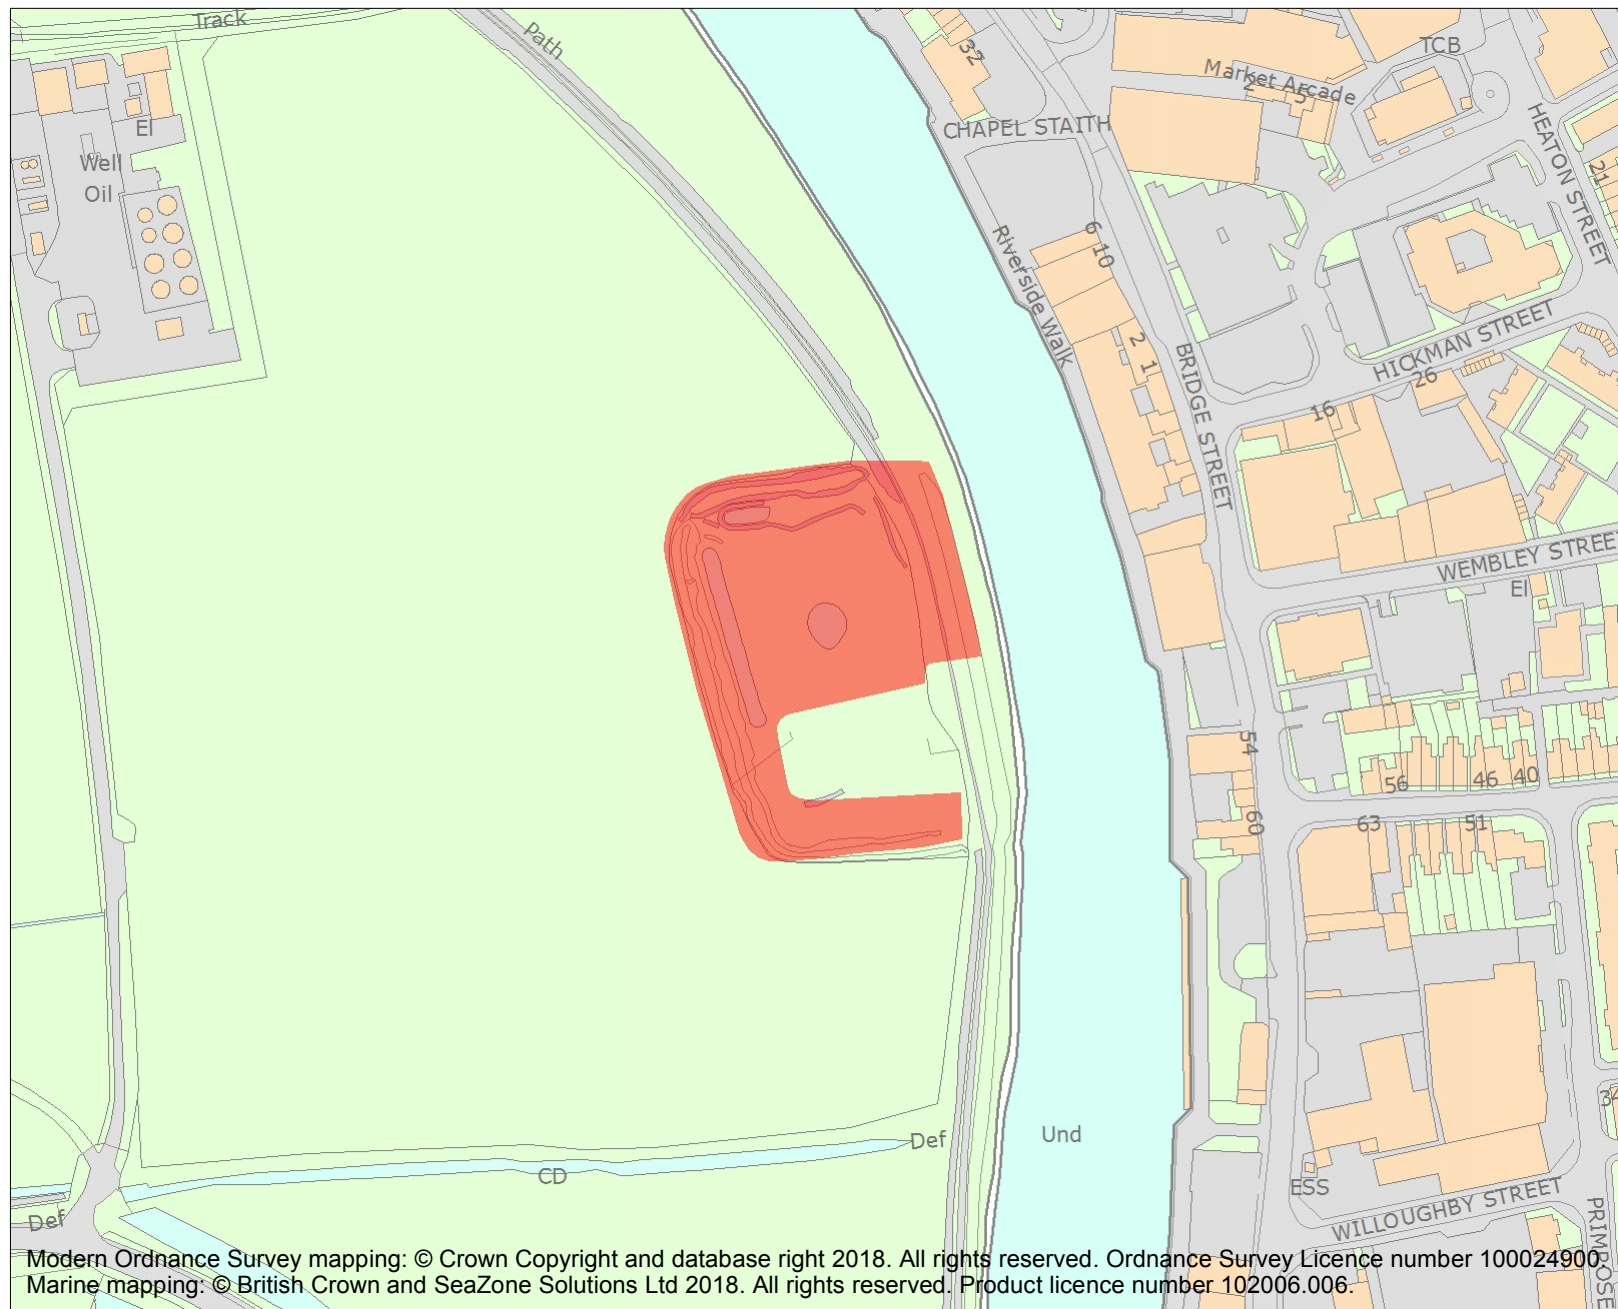 Track
Path
32
TCB
Market Arcade
2
5
El
CHAPEL STAITH
HEATON STREET
Well
Oil
21
6 10
Riverside Walk
2
1
BRIDGE STREET
HICKMAN STREET
26
16
WEMBLEY STREET
El
54
56
46
40
60
63
51
Def
Und
CD
ESS
Def
WILLOUGHBY STREET
PRIMROSE
34
Modern Ordnance Survey mapping: © Crown Copyright and database right 2018. All rights reserved. Ordnance Survey Licence number 100024900.
Marine mapping: © British Crown and SeaZone Solutions Ltd 2018. All rights reserved. Product licence number 102006.006.